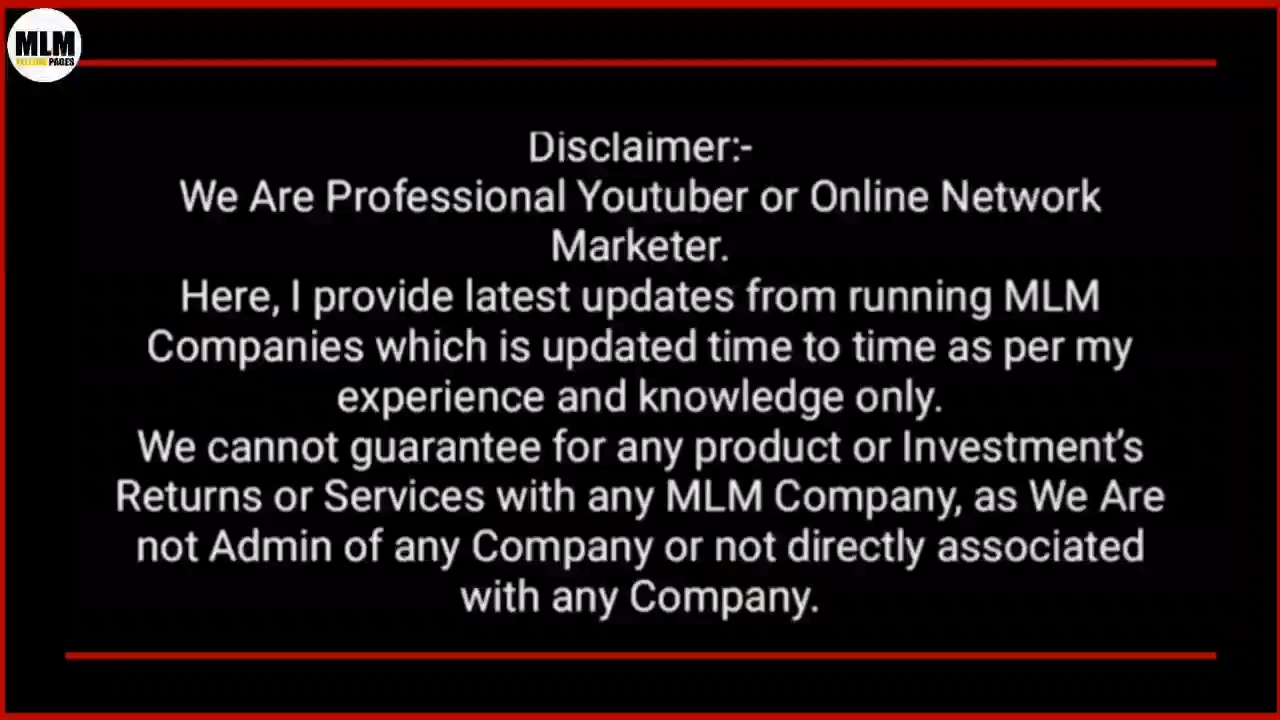 MLM
YELLOW PAGES
Disclaimer:-
We Are Professional Youtuber or Online Network
Marketer.
Here, I provide latest updates from running MLM
Companies which is updated time to time as per my
experience and knowledge only.
We cannot guarantee for any product or Investment's
Returns or Services with any MLM Company, as We Are
not Admin of any Company or not directly associated
with any Company.